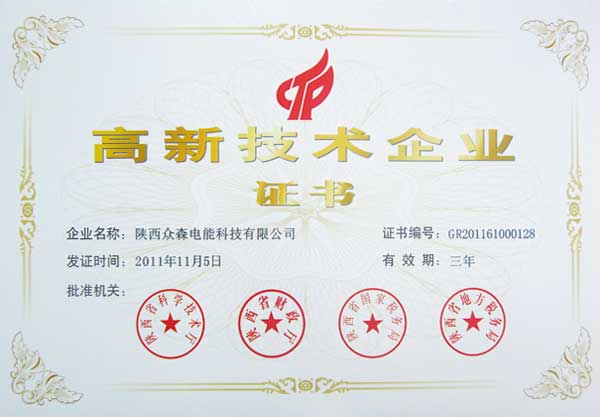 高新技术企业
证书
企业名称：陕西众森电能科技有限公司
证书编号：GR201161000128
发证时间：2011年11月5日
有效期：三年
批准机关：
陕西省科学技术厅
陕西省财政厅
陕西省国家税务局
陕西省地方税务局